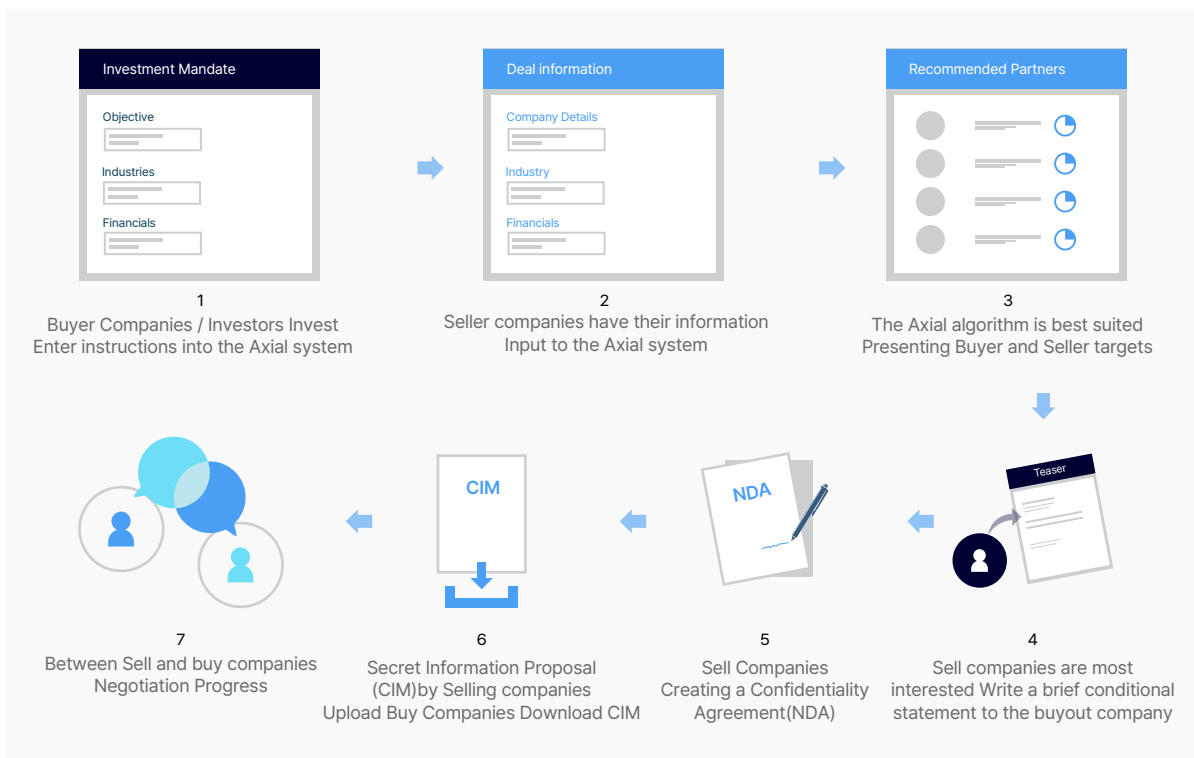 Investment Mandate
Objective
Industries
Financials
1
Buyer Companies / Investors Invest
Enter instructions into the Axial system
Deal information
Company Details
Industry
Financials
2
Seller companies have their information
Input to the Axial system
Recommended Partners
3
The Axial algorithm is best suited
Presenting Buyer and Seller targets
Teaser
4
Sell companies are most
interested Write a brief conditional
statement to the buyout company
NDA
5
Sell Companies
Creating a Confidentiality
Agreement(NDA)
CIM
6
Secret Information Proposal
(CIM)by Selling companies
Upload Buy Companies Download CIM
7
Between Sell and buy companies
Negotiation Progress